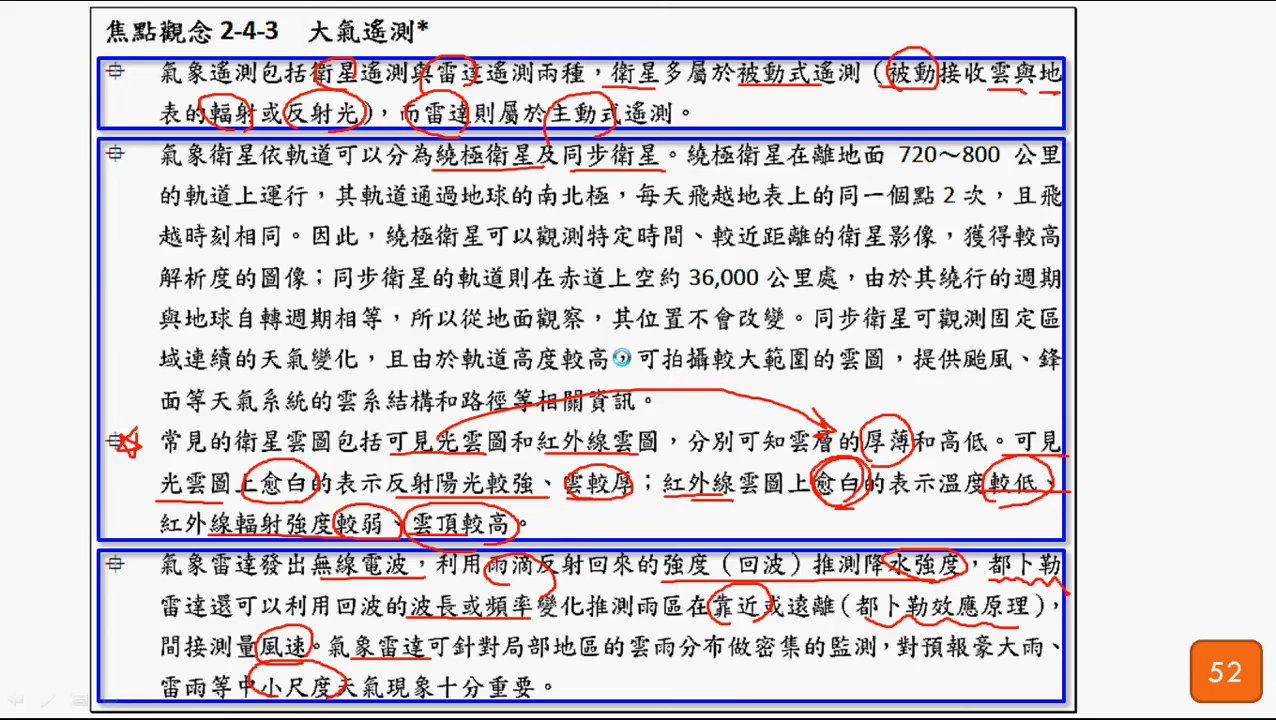 焦點觀念 2-4-3 大氣遙測*
氣象遙測包括衛星遙測與雷達遙測兩種，衛星多屬於被動式遙測（被動接收雲與地
表的輻射或反射光），而雷達則屬於主動式遙測。
氣象衛星依軌道可以分為繞極衛星及同步衛星。繞極衛星在離地面 720～800 公里
的軌道上運行，其軌道通過地球的南北極，每天飛越地表上的同一個點 2 次，且飛
越時刻相同。因此，繞極衛星可以觀測特定時間、較近距離的衛星影像，獲得較高
解析度的圖像；同步衛星的軌道則在赤道上空約 36,000 公里處，由於其繞行的週期
與地球自轉週期相等，所以從地面觀察，其位置不會改變。同步衛星可觀測固定區
域連續的天氣變化，且由於軌道高度較高，可拍攝較大範圍的雲圖，提供颱風、鋒
面等天氣系統的雲系結構和路徑等相關資訊。
常見的衛星雲圖包括可見光雲圖和紅外線雲圖，分別可知雲層的厚薄和高低。可見
光雲圖上愈白的表示反射陽光較強、雲較厚；紅外線雲圖上愈白的表示溫度較低、
紅外線輻射強度較弱、雲頂較高。
氣象雷達發出無線電波，利用雨滴反射回來的強度（回波）推測降水強度，都卜勒
雷達還可以利用回波的波長或頻率變化推測雨區在靠近或遠離（都卜勒效應原理），
間接測量風速。氣象雷達可針對局部地區的雲雨分布做密集的監測，對預報豪大雨、
雷雨等中小尺度天氣現象十分重要。
52